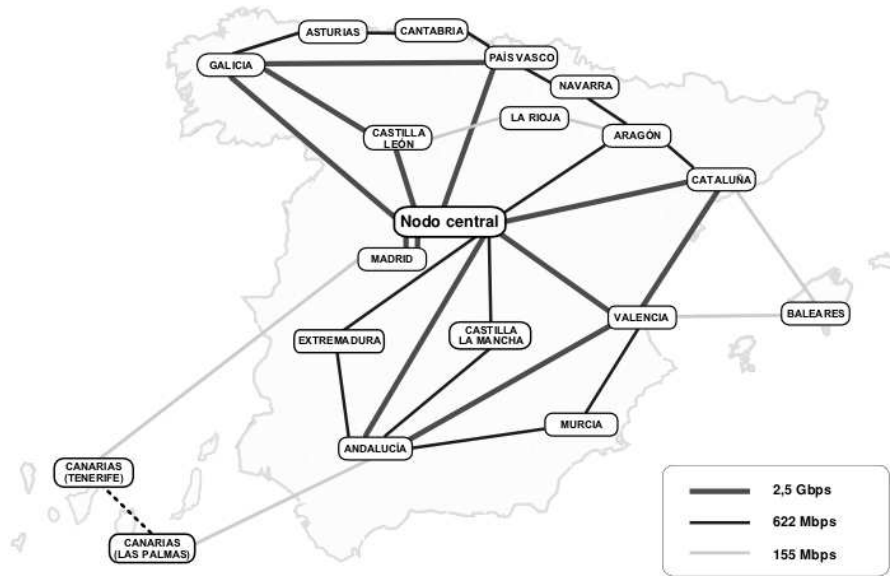 ASTURIAS
CANTABRIA
GALICIA
PAÍS VASCO
NAVARRA
LA RIOJA
CASTILLA
LEÓN
ARAGÓN
CATALUÑA
Nodo central
MADRID
EXTREMADURA
CASTILLA
LA MANCHA
VALENCIA
BALEARES
MURCIA
ANDALUCÍA
CANARIAS
(TENERIFE)
CANARIAS
(LAS PALMAS)
2,5 Gbps
622 Mbps
155 Mbps